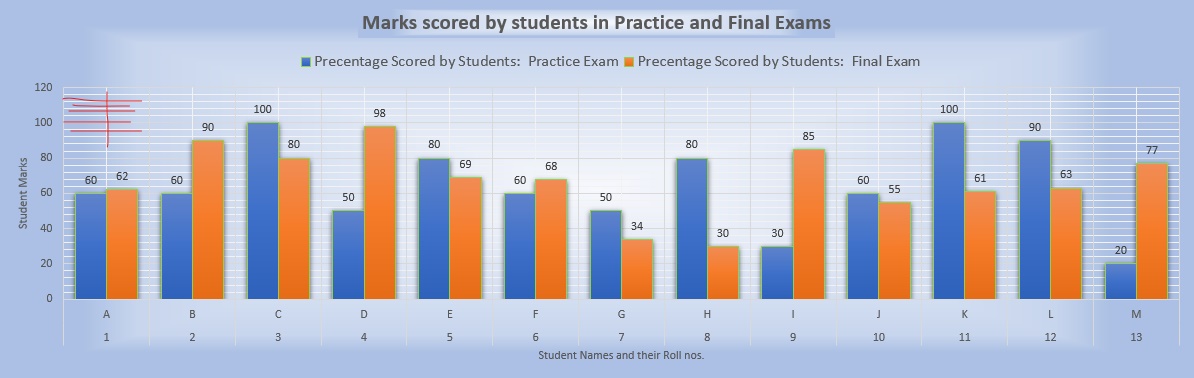 Marks scored by students in Practice and Final Exams
Precentage Scored by Students:  Practice Exam Precentage Scored by Students:  Final Exam
120
100
80
60
40
20
0
Student Marks
60 62 60 90 100 80 50 98 80 69 60 68 50 34 80 30 30 85 60 55 100 61 90 63 20 77
A B C D E F G H I J K L M
1 2 3 4 5 6 7 8 9 10 11 12 13
Student Names and their Roll nos.